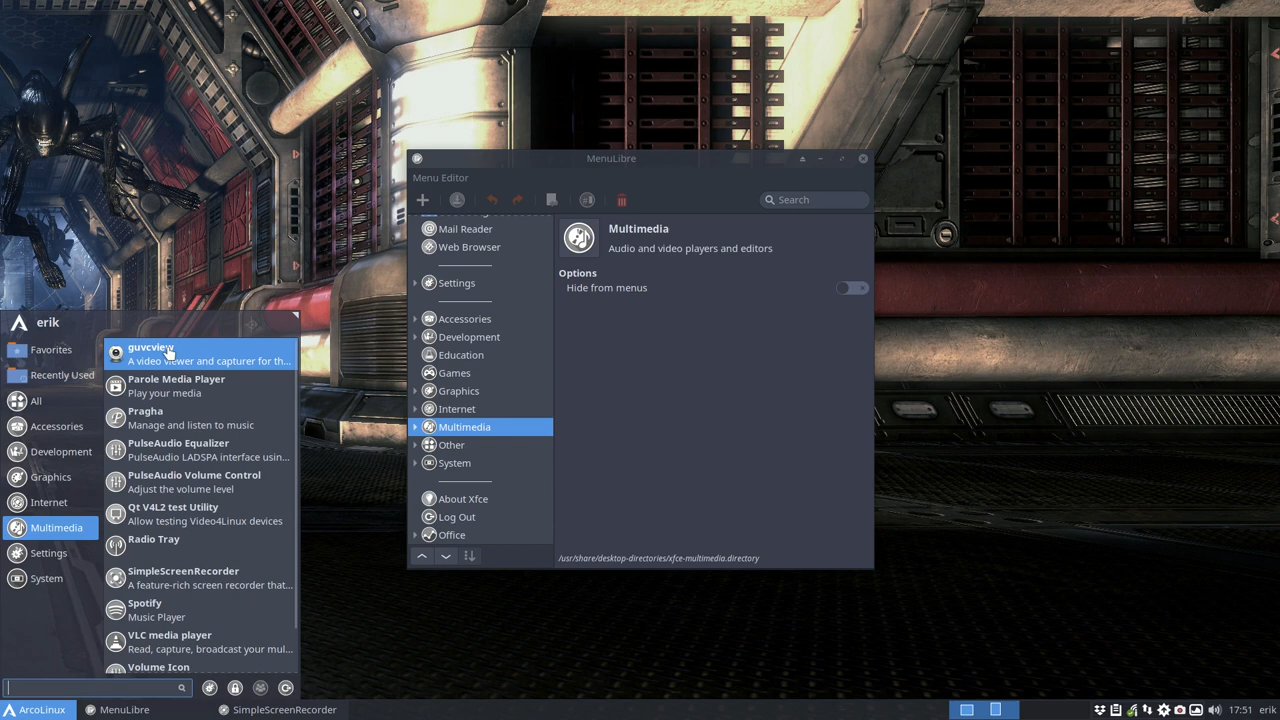 MenuLibre
Menu Editor
Search
Mail Reader
Web Browser
Settings
Accessories
Development
Education
Games
Graphics
Internet
Multimedia
Other
System
About Xfce
Log Out
Office
Multimedia
Audio and video players and editors
Options
Hide from menus
/usr/share/desktop-directories/xfce-multimedia.directory
erik
Favorites
Recently Used
All
Accessories
Development
Graphics
Internet
Multimedia
Settings
System
guvcview
A video viewer and capturer for th...
Parole Media Player
Play your media
Pragha
Manage and listen to music
PulseAudio Equalizer
PulseAudio LADSPA interface usin...
PulseAudio Volume Control
Adjust the volume level
Qt V4L2 test Utility
Allow testing Video4Linux devices
Radio Tray
SimpleScreenRecorder
A feature-rich screen recorder that...
Spotify
Music Player
VLC media player
Read, capture, broadcast your mul...
Volume Icon
ArcoLinux
MenuLibre
SimpleScreenRecorder
17:51
erik